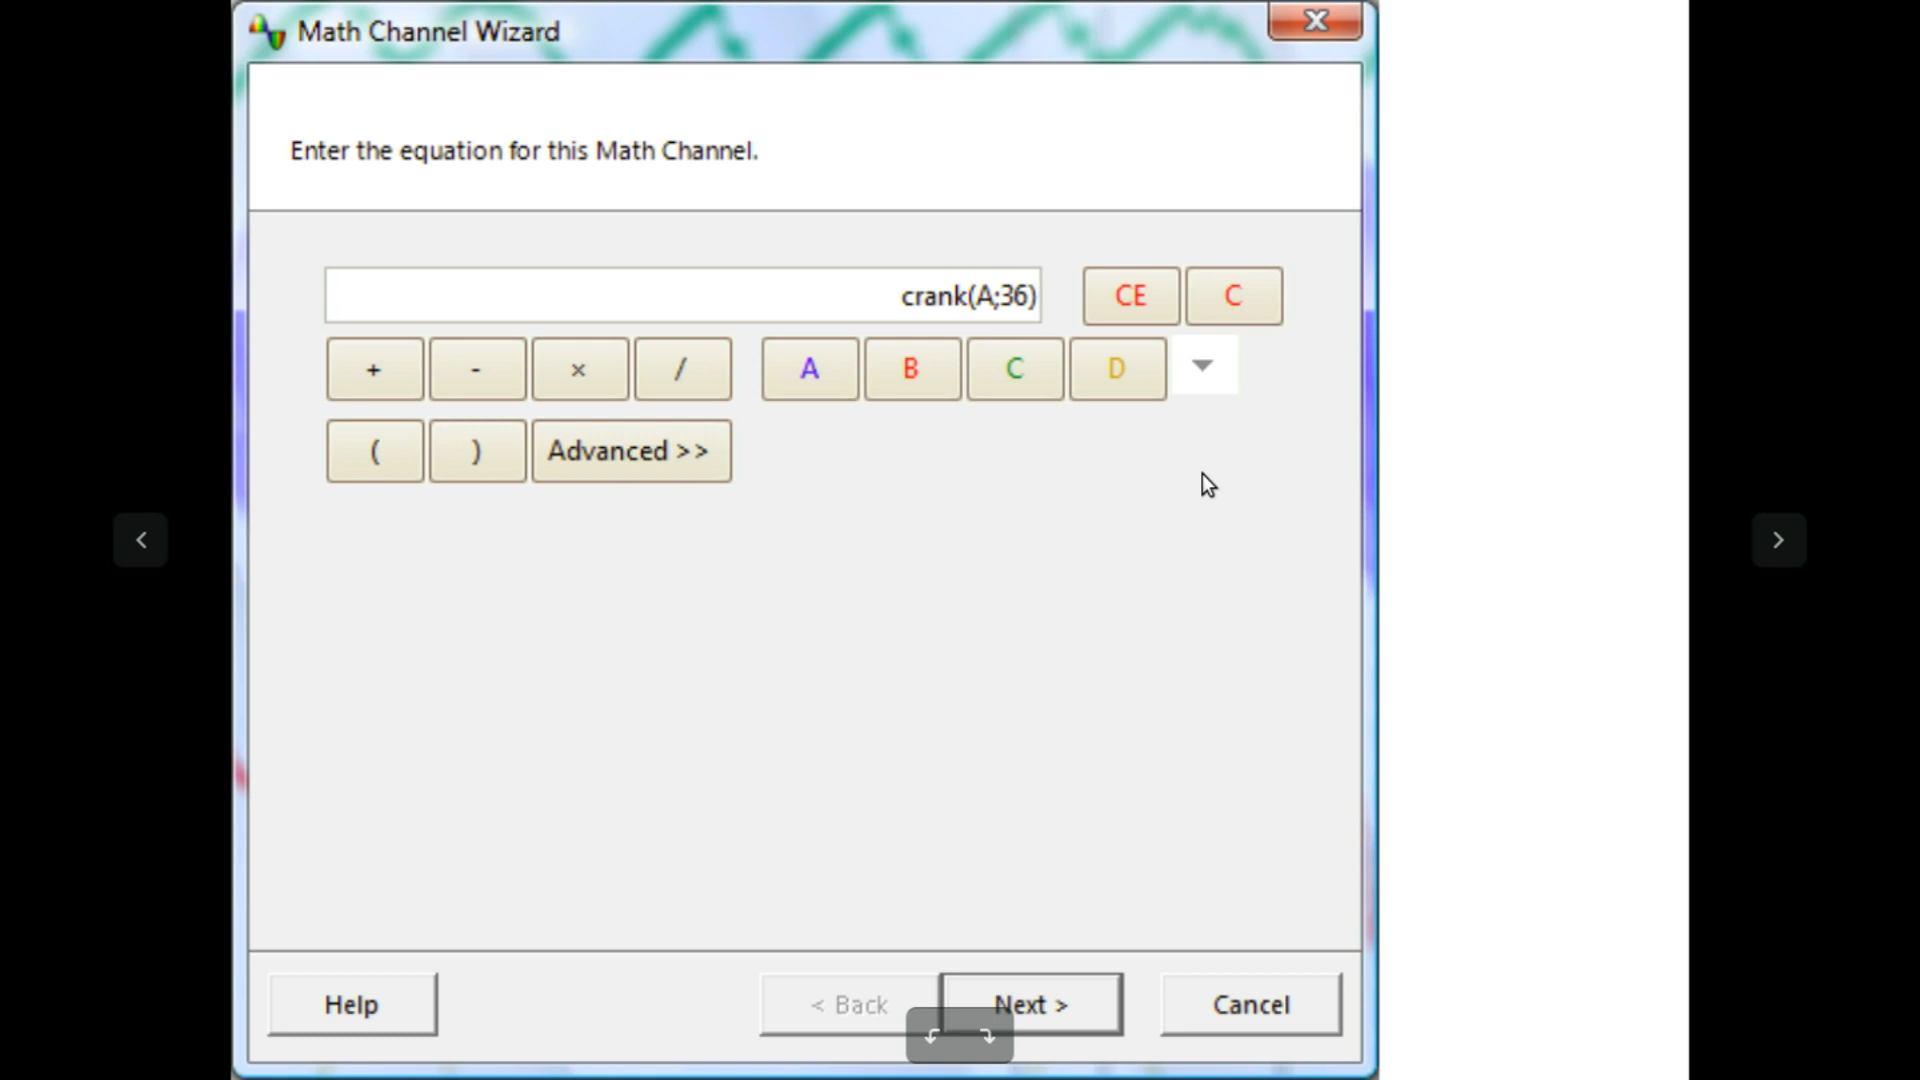 Math Channel Wizard
X
Enter the equation for this Math Channel.
crank(A;36) CE C
+ - × / A B C D
( ) Advanced >>
Help < Back Next > Cancel